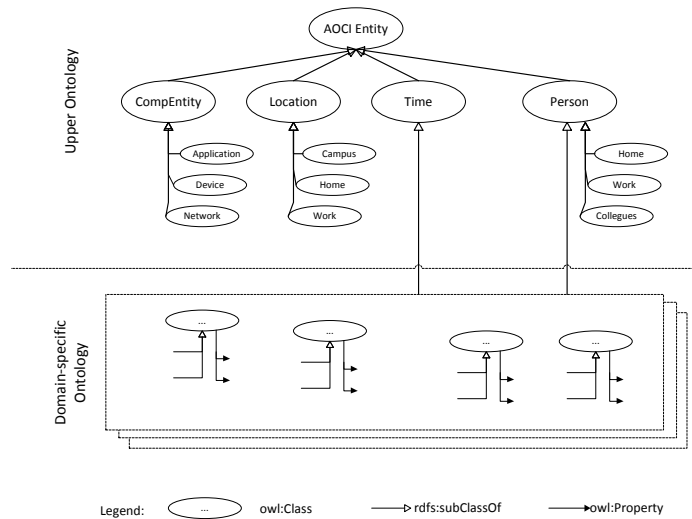 AOCI Entity
Upper Ontology
CompEntity
Location
Time
Person
Application
Device
Network
Campus
Home
Work
Home
Work
Collegues
Domain-specific
Ontology
...
...
...
...
Legend:
...
owl:Class
rdfs:subClassOf
owl:Property